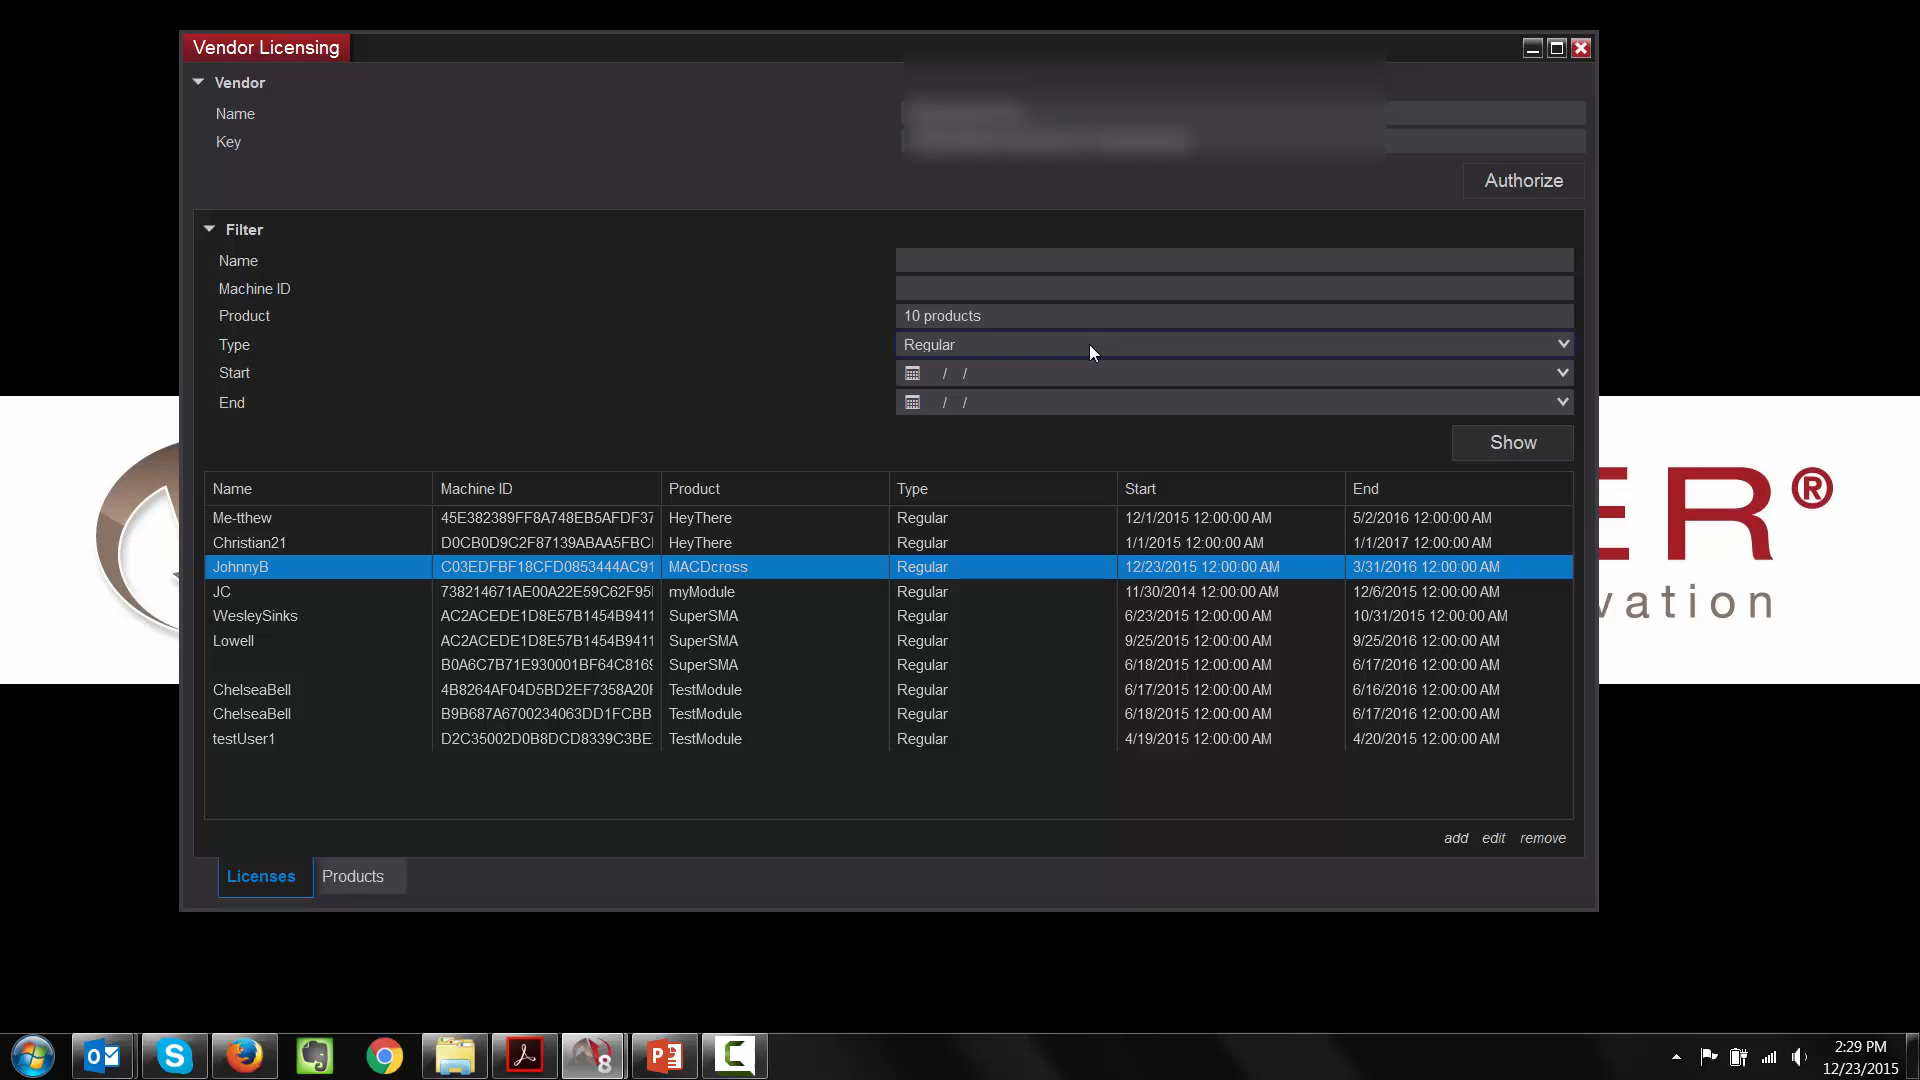 Vendor Licensing
Vendor
Name
Key
Authorize
Filter
Name
Machine ID
Product 10 products
Type Regular
Start / /
End / /
Show
Name Machine ID Product Type Start End
Me-tthew 45E382389FF8A748EB5AFDF37 HeyThere Regular 12/1/2015 12:00:00 AM 5/2/2016 12:00:00 AM
Christian21 D0CB0D9C2F87139ABAA5FBC HeyThere Regular 1/1/2015 12:00:00 AM 1/1/2017 12:00:00 AM
JohnnyB C03EDFBF18CFD0853444AC91 MACDcross Regular 12/23/2015 12:00:00 AM 3/31/2016 12:00:00 AM
JC 738214671AE00A22E59C62F95 myModule Regular 11/30/2014 12:00:00 AM 12/6/2015 12:00:00 AM
WesleySinks AC2ACEDE1D8E57B1454B9411 SuperSMA Regular 6/23/2015 12:00:00 AM 10/31/2015 12:00:00 AM
Lowell AC2ACEDE1D8E57B1454B9411 SuperSMA Regular 9/25/2015 12:00:00 AM 9/25/2016 12:00:00 AM
B0A6C7B71E930001BF64C8169 SuperSMA Regular 6/18/2015 12:00:00 AM 6/17/2016 12:00:00 AM
ChelseaBell 4B8264AF04D5BD2EF7358A20F TestModule Regular 6/17/2015 12:00:00 AM 6/16/2016 12:00:00 AM
ChelseaBell B9B687A6700234063DD1FCBB TestModule Regular 6/18/2015 12:00:00 AM 6/17/2016 12:00:00 AM
testUser1 D2C35002D0B8DCD8339C3BE TestModule Regular 4/19/2015 12:00:00 AM 4/20/2015 12:00:00 AM
add edit remove
Licenses Products
ER®
vation
2:29 PM
12/23/2015